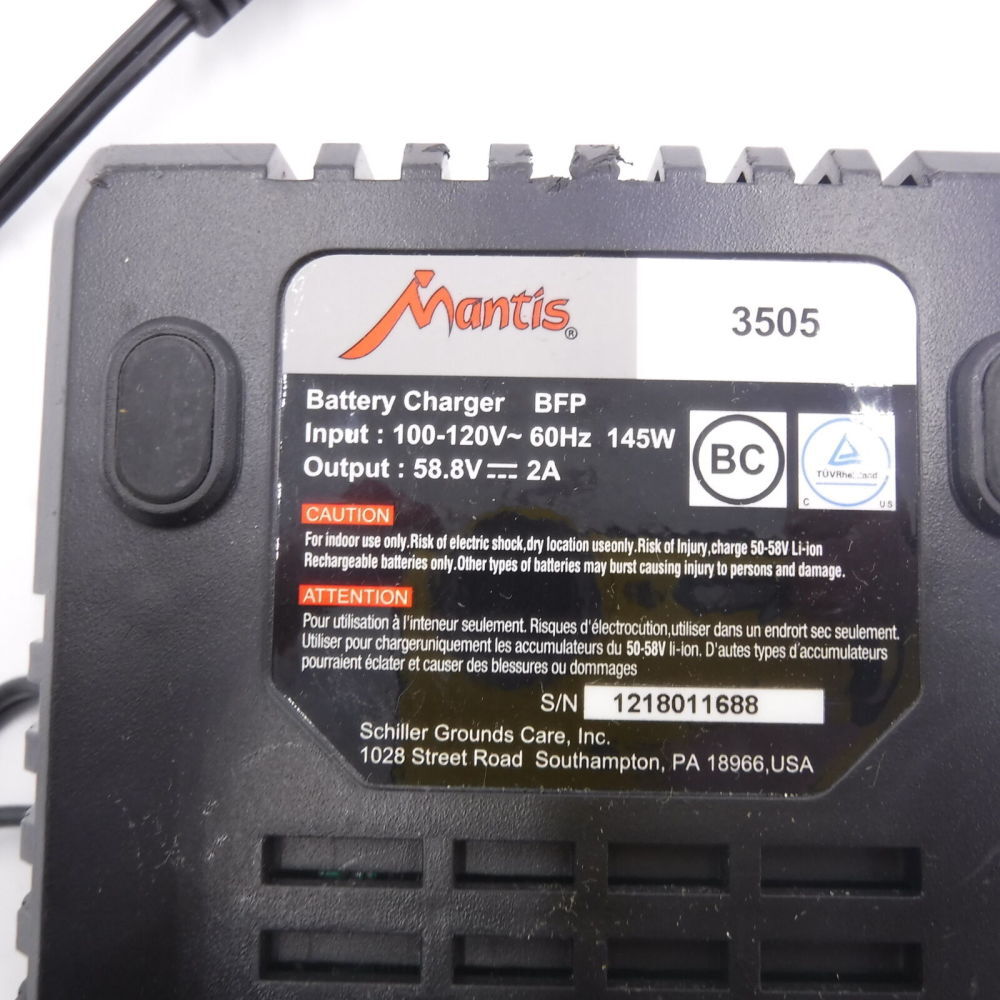 Mantis®
3505
Battery Charger BFP
Input : 100-120V~ 60Hz 145W
Output : 58.8V⎓ 2A
BC
TÜVRheinland
C US
CAUTION
For indoor use only.Risk of electric shock,dry location useonly.Risk of Injury,charge 50-58V Li-ion
Rechargeable batteries only.Other types of batteries may burst causing injury to persons and damage.
ATTENTION
Pour utilisation à l'inteneur seulement. Risques d'électrocution,utiliser dans un endrort sec seulement.
Utiliser pour chargeruniquement les accumulateurs du 50-58V li-ion. D'autes types d'accumulateurs
pourraient éclater et causer des blessures ou dommages
S/N 1218011688
Schiller Grounds Care, Inc.
1028 Street Road Southampton, PA 18966,USA